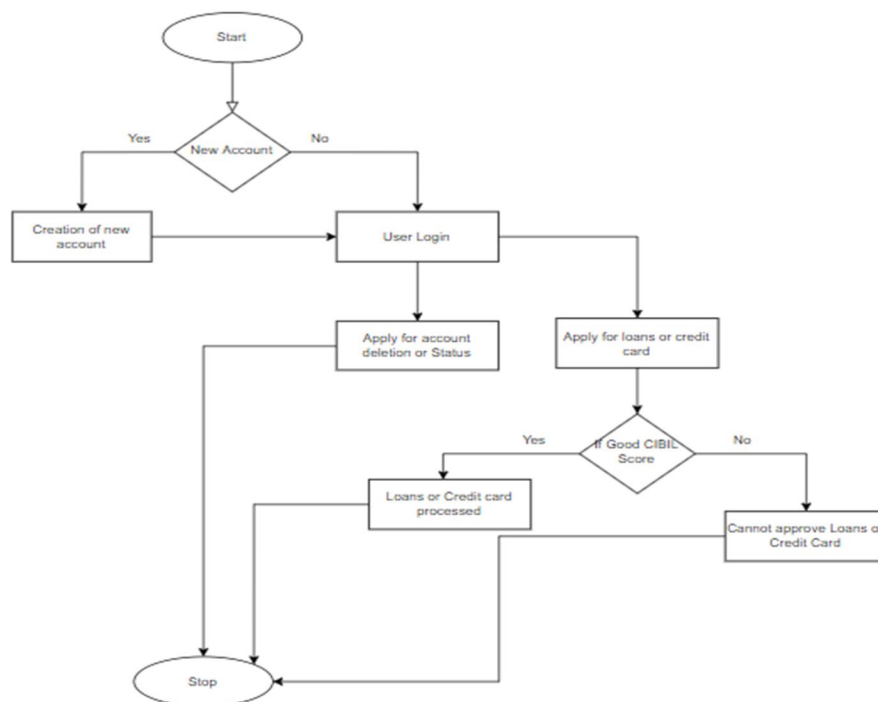 Start
Yes
No
New Account
Creation of new
account
User Login
Apply for account
deletion or Status
Apply for loans or credit
card
Yes
If Good CIBIL
Score
No
Loans or Credit card
processed
Cannot approve Loans o
Credit Card
Stop